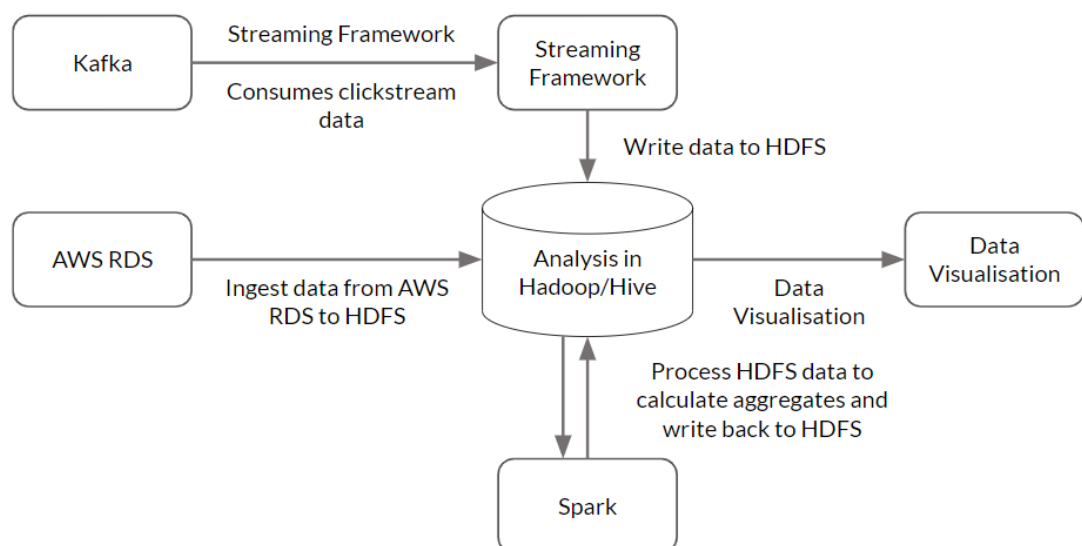 Kafka
Streaming Framework
Consumes clickstream
data
Streaming
Framework
Write data to HDFS
AWS RDS
Ingest data from AWS
RDS to HDFS
Analysis in
Hadoop/Hive
Data
Visualisation
Data
Visualisation
Process HDFS data to
calculate aggregates and
write back to HDFS
Spark